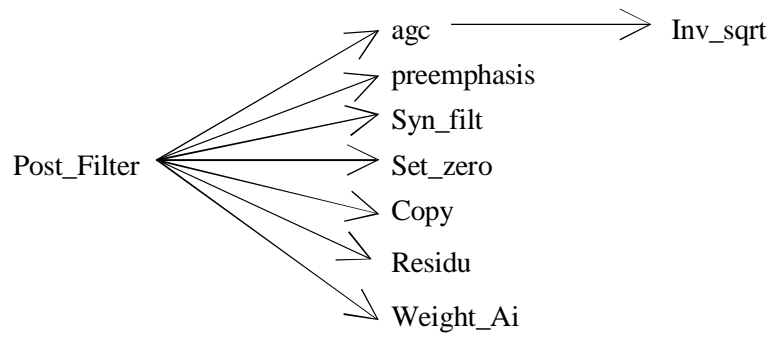 agc
Inv_sqrt
preemphasis
Syn_filt
Post_Filter
Set_zero
Copy
Residu
Weight_Ai